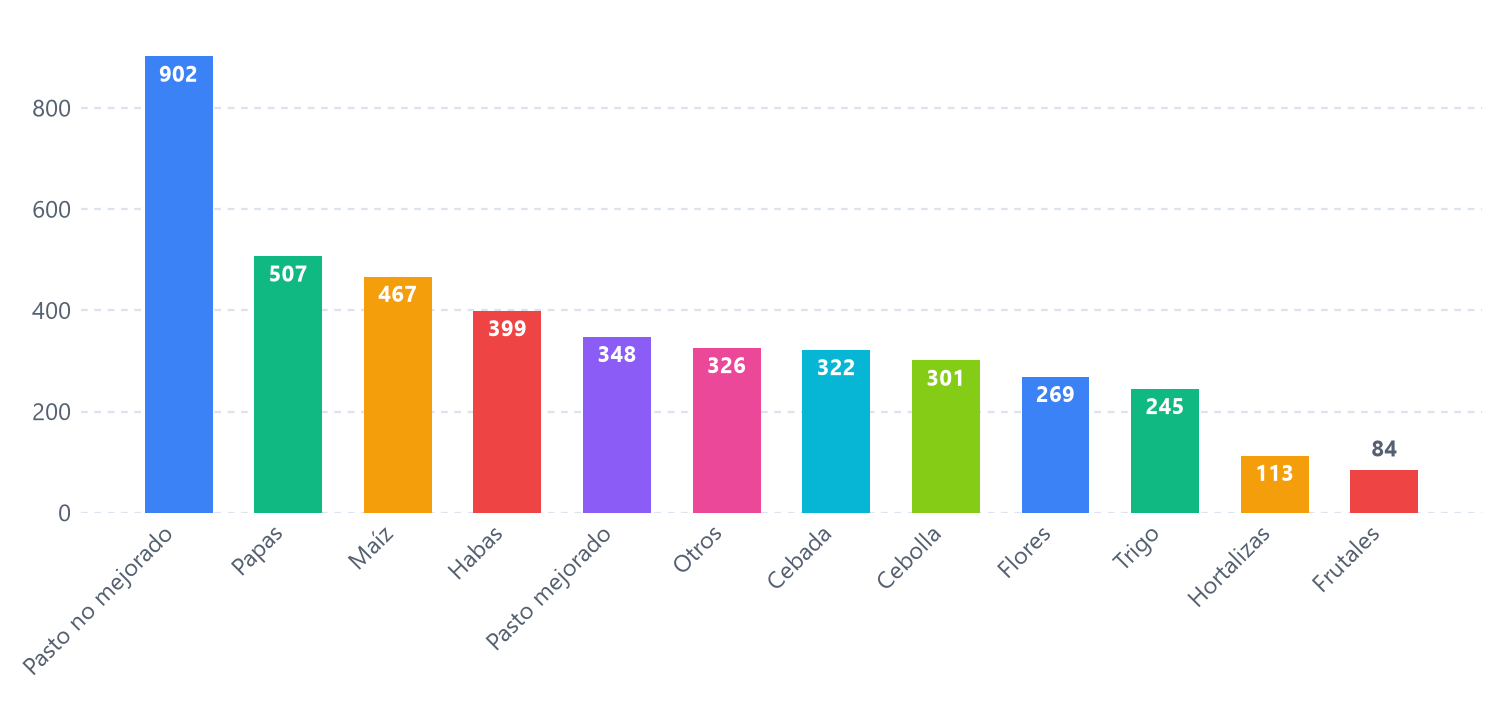 800
600
400
200
0
902
507
467
399
348
326
322
301
269
245
113
84
Pasto no mejorado
Papas
Maíz
Habas
Pasto mejorado
Otros
Cebada
Cebolla
Flores
Trigo
Hortalizas
Frutales